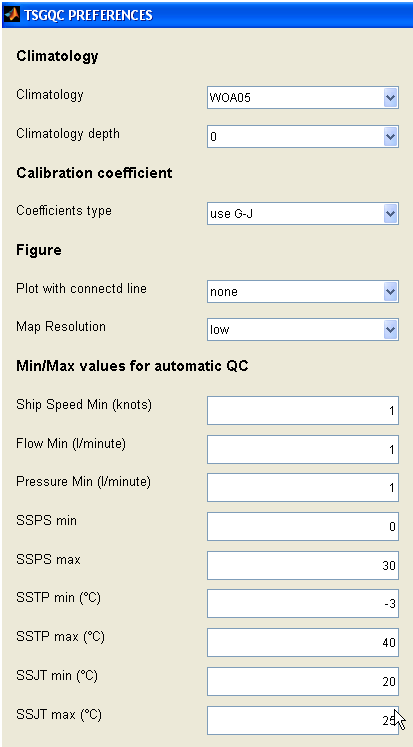 TSGQC PREFERENCES
Climatology
Climatology WOA05
Climatology depth 0
Calibration coefficient
Coefficients type use G-J
Figure
Plot with connectd line none
Map Resolution low
Min/Max values for automatic QC
Ship Speed Min (knots) 1
Flow Min (l/minute) 1
Pressure Min (l/minute) 1
SSPS min 0
SSPS max 30
SSTP min (°C) -3
SSTP max (°C) 40
SSJT min (°C) 20
SSJT max (°C) 25